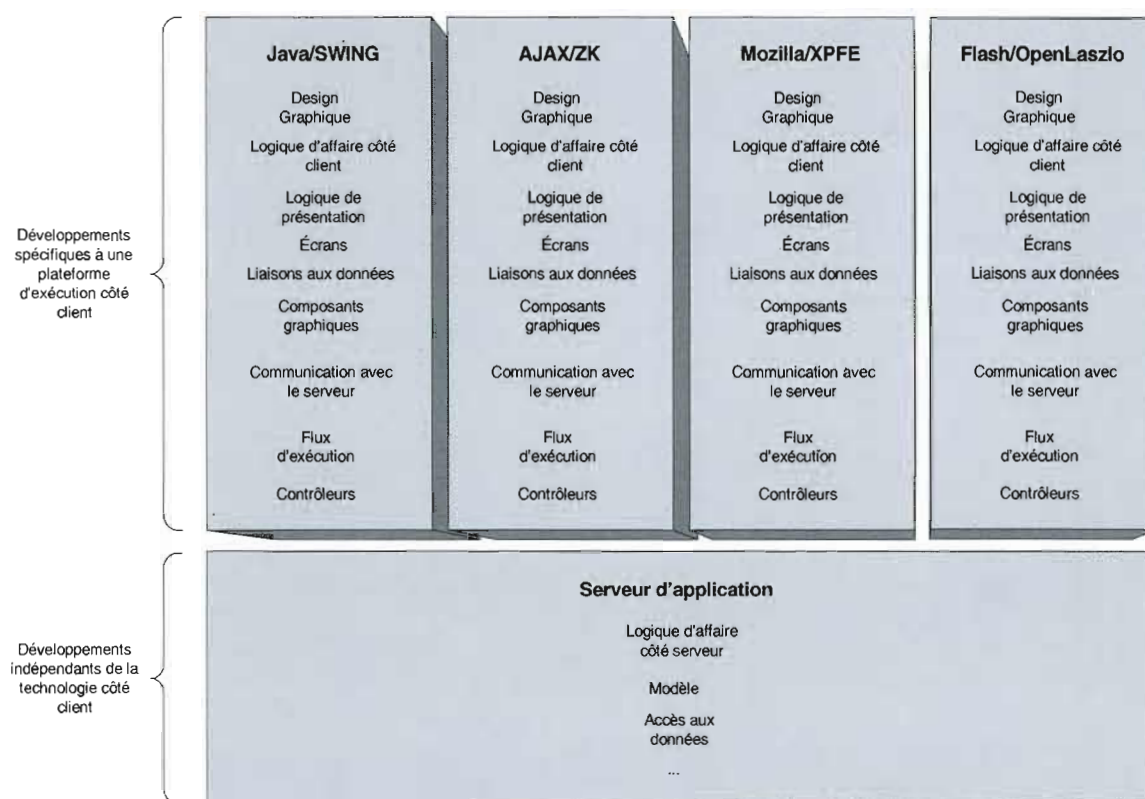 Développements
spécifiques à une
plateforme
d'exécution côté
client
Java/SWING
Design
Graphique
Logique d'affaire côté
client
Logique de
présentation
Écrans
Liaisons aux données
Composants
graphiques
Communication avec
le serveur
Flux
d'exécution
Contrôleurs
AJAX/ZK
Design
Graphique
Logique d'affaire côté
client
Logique de
présentation
Écrans
Liaisons aux données
Composants
graphiques
Communication avec
le serveur
Flux
d'exécution
Contrôleurs
Mozilla/XPFE
Design
Graphique
Logique d'affaire côté
client
Logique de
présentation
Écrans
Liaisons aux données
Composants
graphiques
Communication avec
le serveur
Flux
d'exécution
Contrôleurs
Flash/OpenLaszlo
Design
Graphique
Logique d'affaire côté
client
Logique de
présentation
Écrans
Liaisons aux données
Composants
graphiques
Communication avec
le serveur
Flux
d'exécution
Contrôleurs
Développements
indépendants de la
technologie côté
client
Serveur d'application
Logique d'affaire
côté serveur
Modèle
Accès aux
données
...